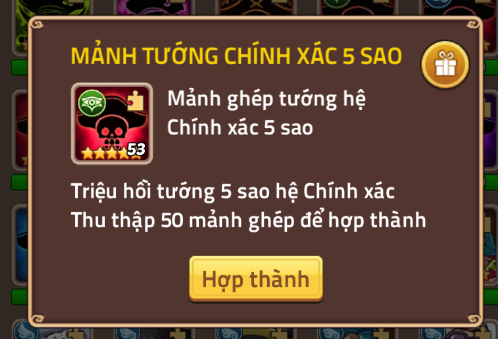 MẢNH TƯỚNG CHÍNH XÁC 5 SAO
Mảnh ghép tướng hệ
Chính xác 5 sao
53
Triệu hồi tướng 5 sao hệ Chính xác
Thu thập 50 mảnh ghép để hợp thành
Hợp thành